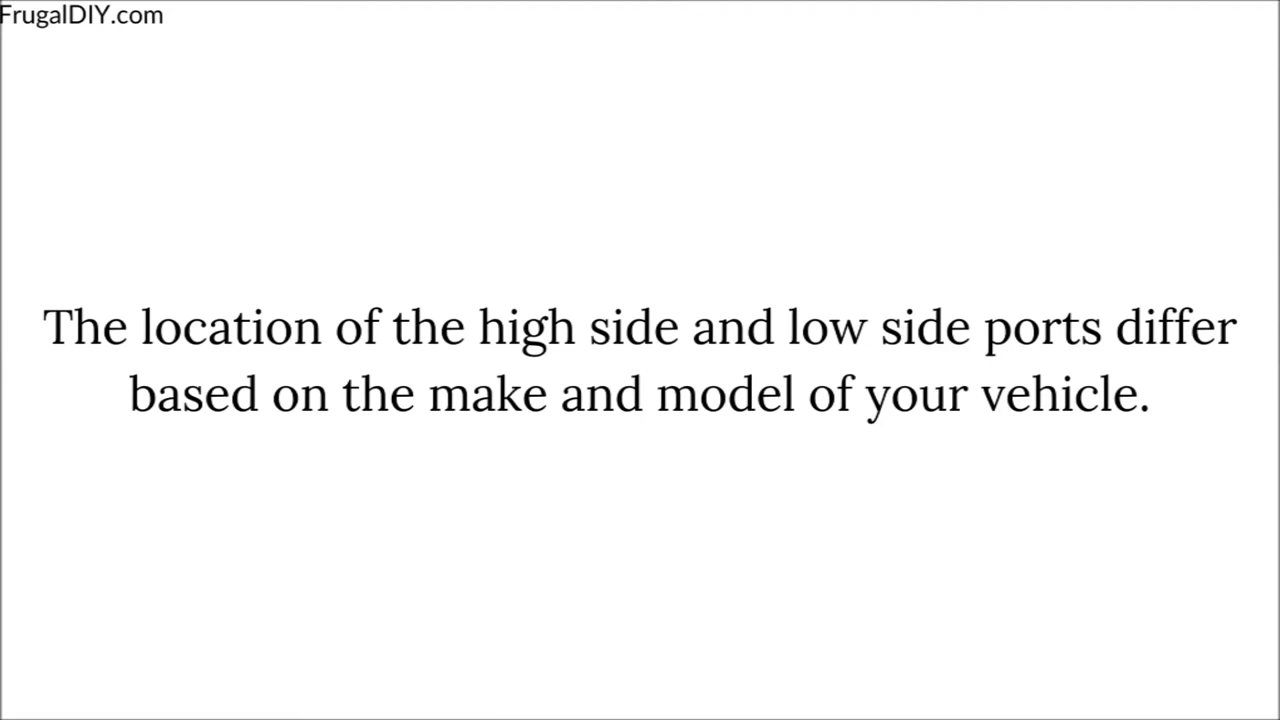 FrugalDIY.com
The location of the high side and low side ports differ
based on the make and model of your vehicle.